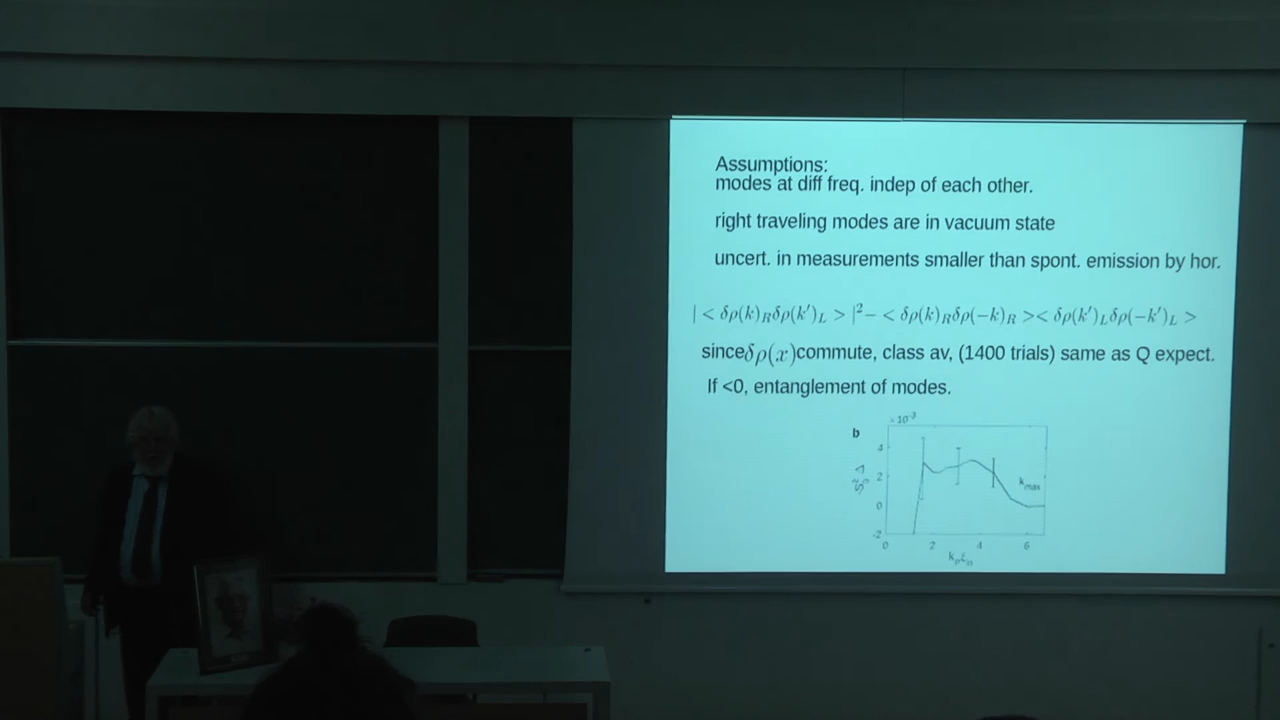 Assumptions:
modes at diff freq. indep of each other.
right traveling modes are in vacuum state
uncert. in measurements smaller than spont. emission by hor.
| < δρ(k)_R δρ(k′)_L > |² − < δρ(k)_R δρ(−k)_R >< δρ(k′)_L δρ(−k′)_L >
sinceδρ(x)commute, class av, (1400 trials) same as Q expect.
If <0, entanglement of modes.
× 10⁻³
b
4
2
0
-2
k_max
0 2 4 6